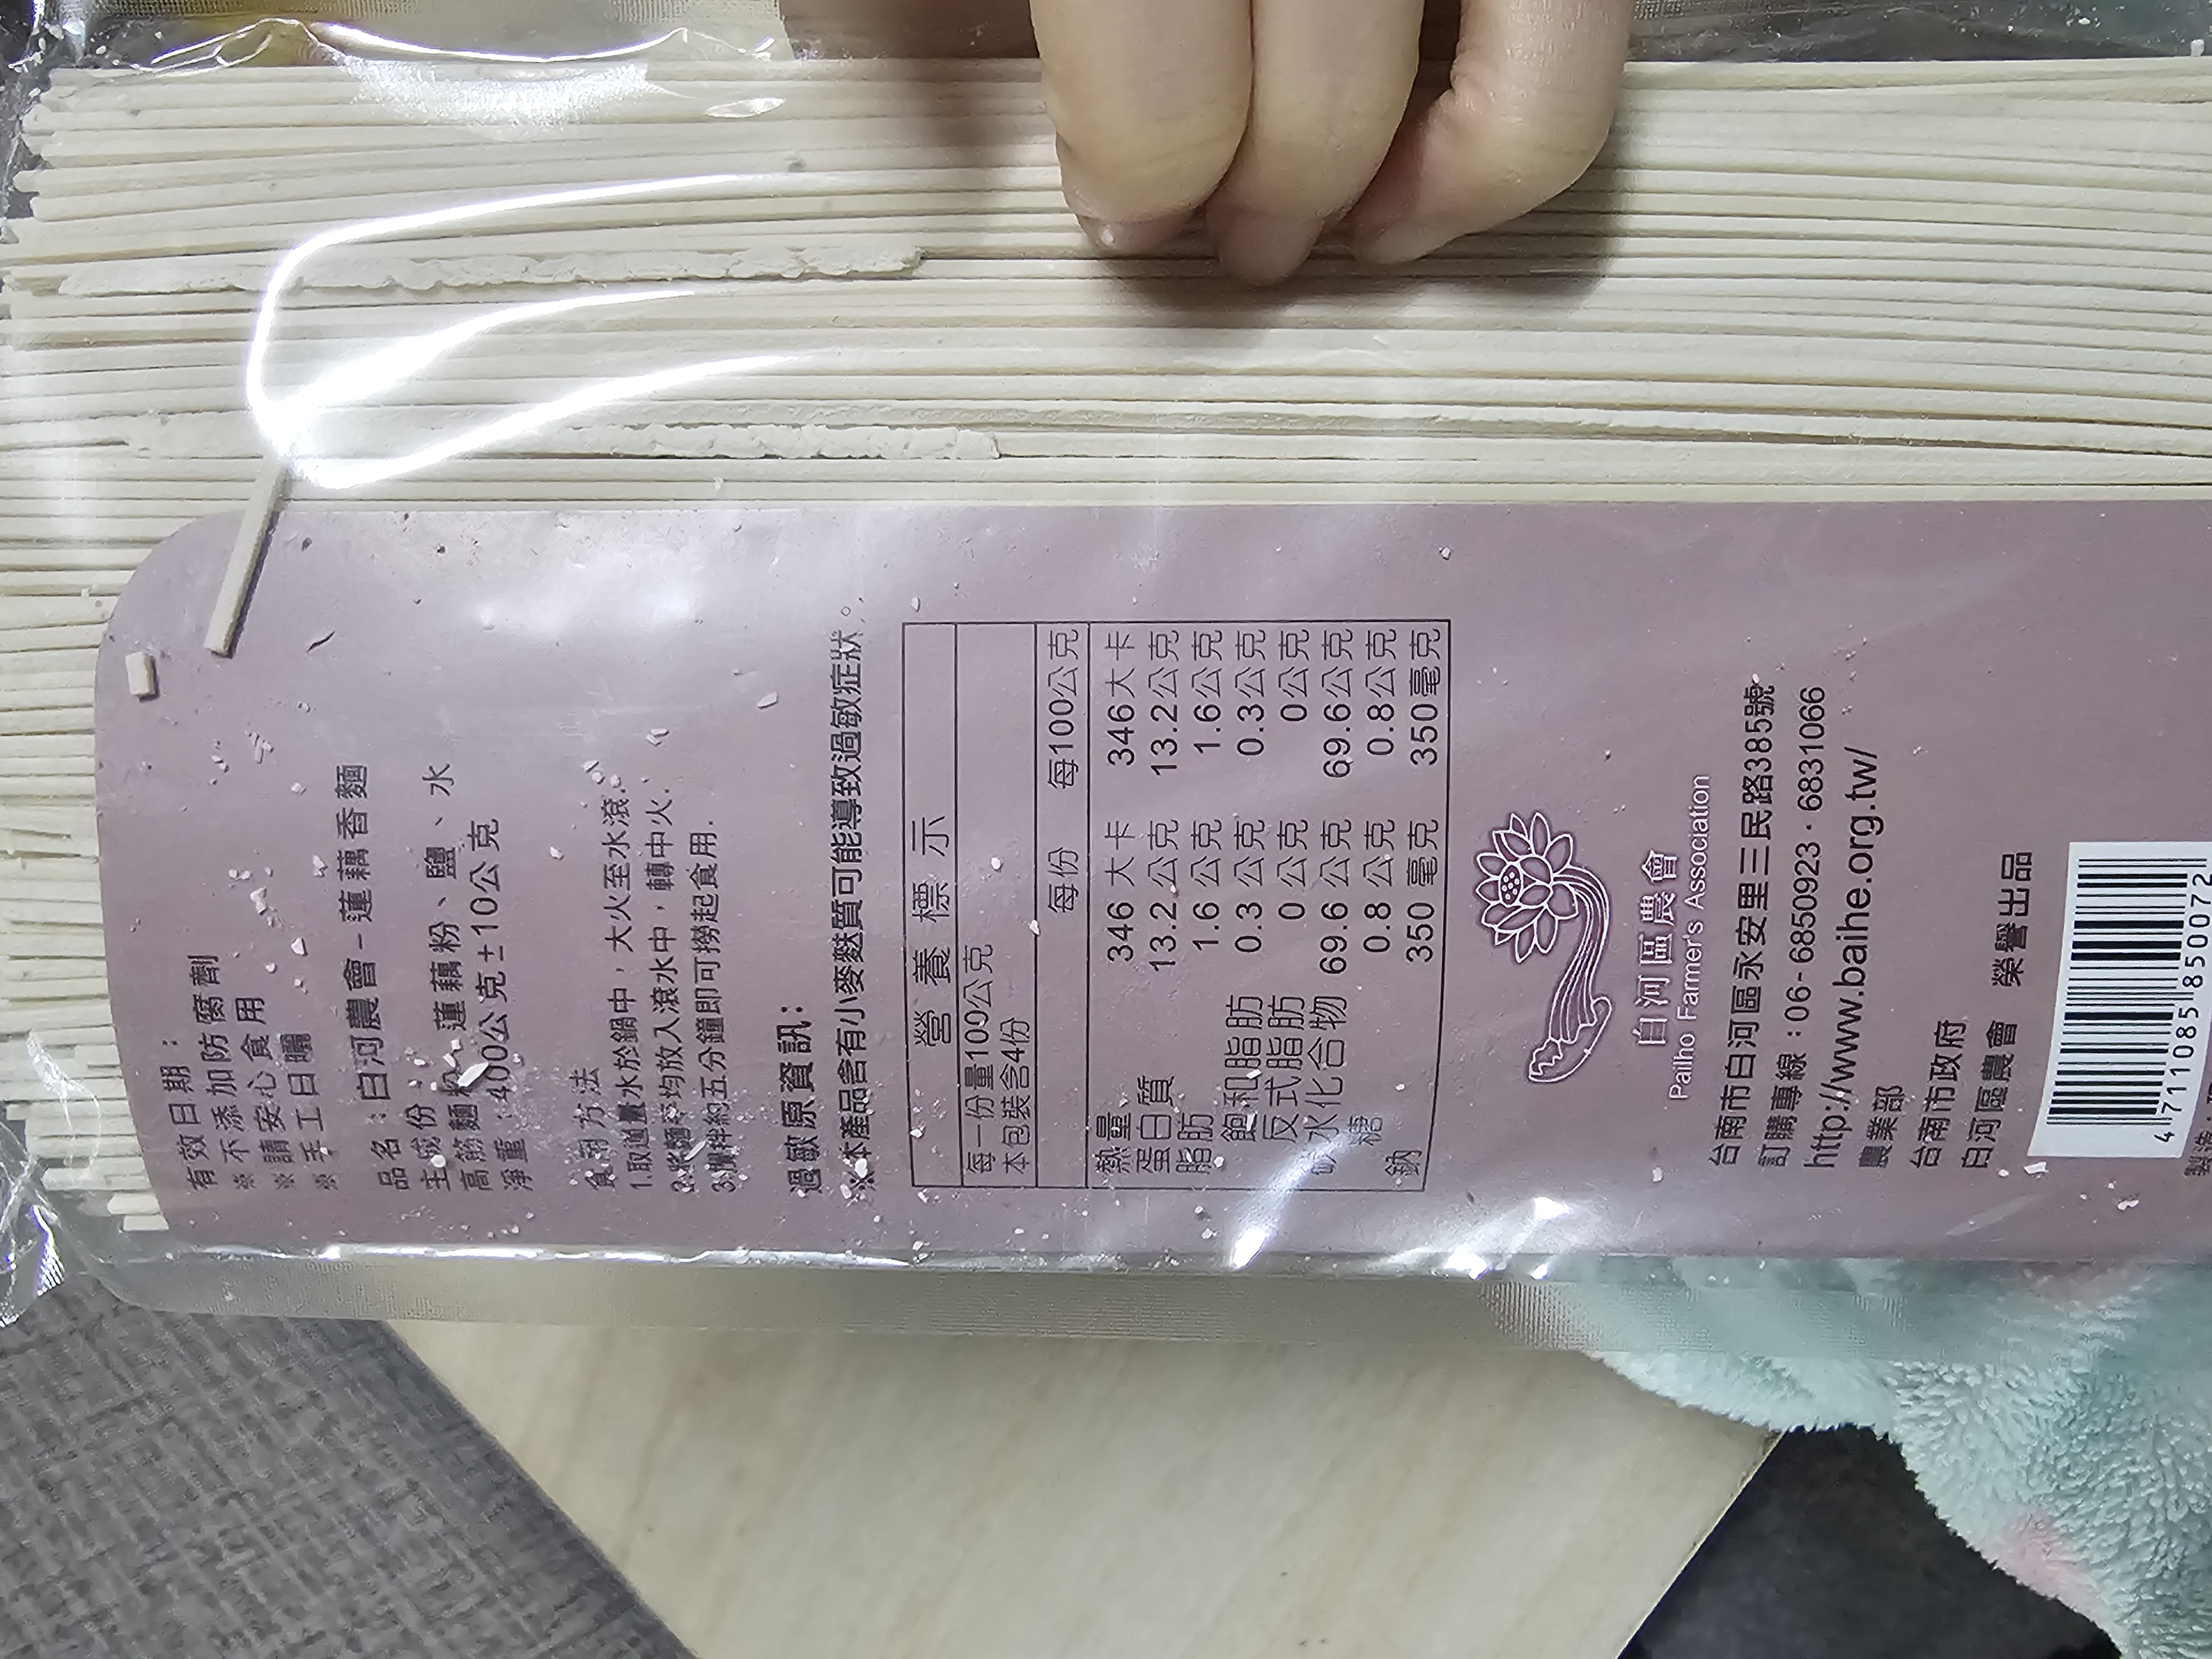 有效日期：
※不添加防腐劑
※請安心食用
※手工日曬
品名：白河農會-蓮藕香麵
主成份
高筋麵粉、蓮藕粉、鹽、水
淨重：400公克±10公克
食用方法
1.取適量水於鍋中，大火至水滾.
2.將麵平均放入滾水中，轉中火.
3.攪拌約五分鐘即可撈起食用.
過敏原資訊：
※本產品含有小麥麩質可能導致過敏症狀。
營養標示
每一份量100公克
本包裝含4份
每份 每100公克
熱量 346 大卡 346大卡
蛋白質 13.2 公克 13.2公克
脂肪 1.6 公克 1.6公克
飽和脂肪 0.3 公克 0.3公克
反式脂肪 0 公克 0公克
碳水化合物 69.6 公克 69.6公克
糖 0.8 公克 0.8公克
鈉 350 毫克 350毫克
白河區農會
Paiho Farmer's Association
台南市白河區永安里三民路385號
訂購專線：06-6850923·6831066
http://www.baihe.org.tw/
農業部
台南市政府
白河區農會 榮譽出品
4 711085 850072
製造